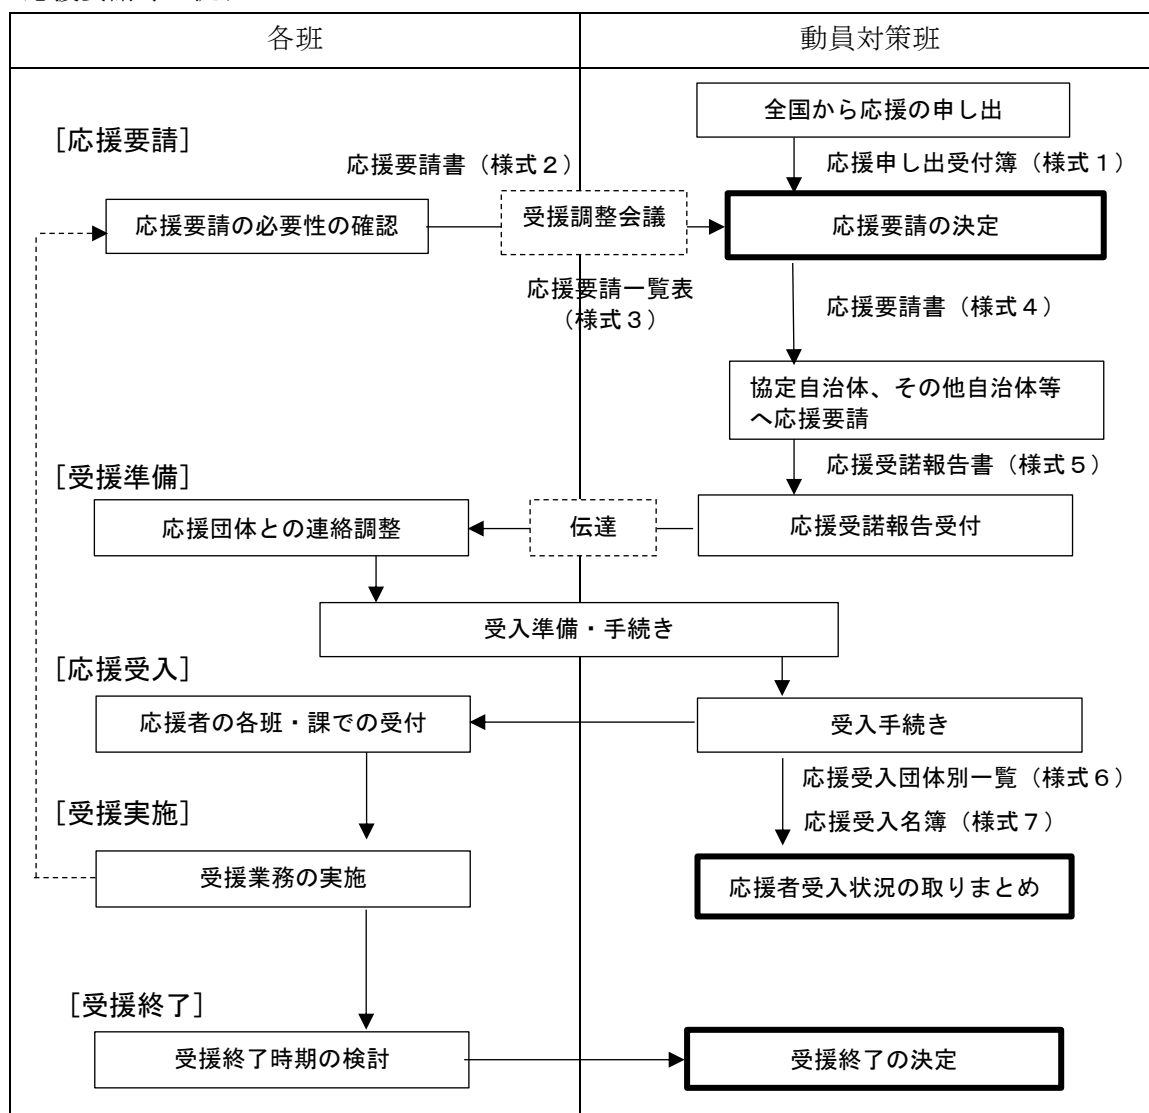 各班
動員対策班
全国から応援の申し出
［応援要請］
応援申し出受付簿（様式１）
応援要請書（様式２）
応援要請の必要性の確認
受援調整会議
応援要請の決定
応援要請一覧表
（様式３）
応援要請書（様式４）
協定自治体、その他自治体等
へ応援要請
応援受諾報告書（様式５）
［受援準備］
応援団体との連絡調整
伝達
応援受諾報告受付
受入準備・手続き
［応援受入］
応援者の各班・課での受付
受入手続き
応援受入団体別一覧（様式６）
［受援実施］
応援受入名簿（様式７）
受援業務の実施
応援者受入状況の取りまとめ
［受援終了］
受援終了時期の検討
受援終了の決定